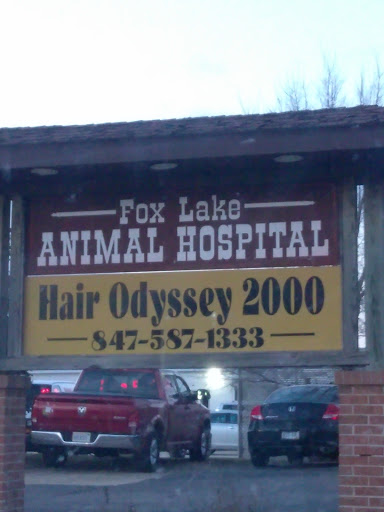 Fox Lake
ANIMAL HOSPITAL
Hair Odyssey 2000
847-587-1333